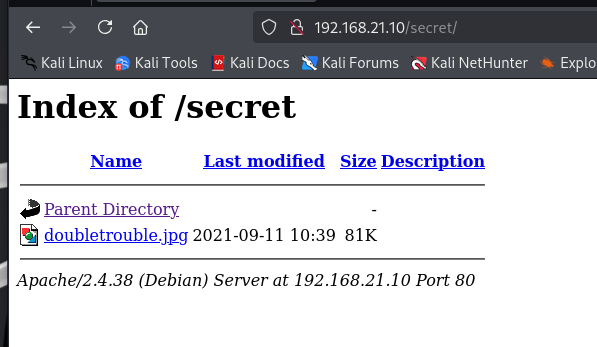 192.168.21.10/secret/
Kali Linux Kali Tools Kali Docs Kali Forums Kali NetHunter Explo
Index of /secret
Name Last modified Size Description
Parent Directory -
doubletrouble.jpg 2021-09-11 10:39 81K
Apache/2.4.38 (Debian) Server at 192.168.21.10 Port 80